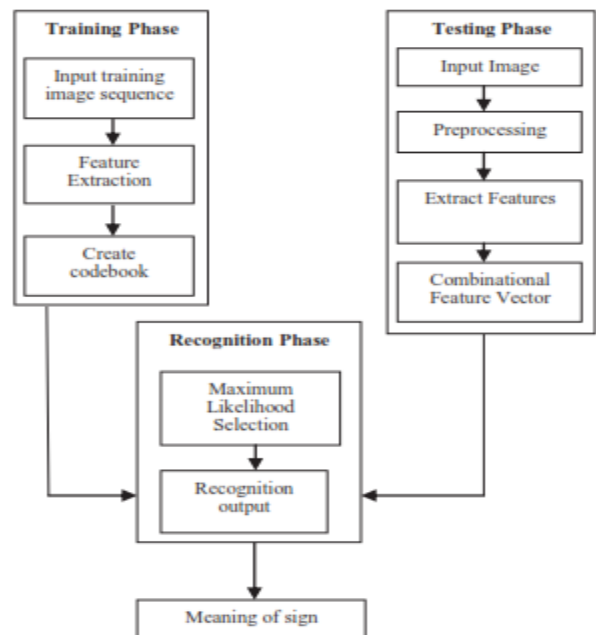 Training Phase
Input training
image sequence
Feature
Extraction
Create
codebook
Testing Phase
Input Image
Preprocessing
Extract Features
Combinational
Feature Vector
Recognition Phase
Maximum
Likelihood
Selection
Recognition
output
Meaning of sign